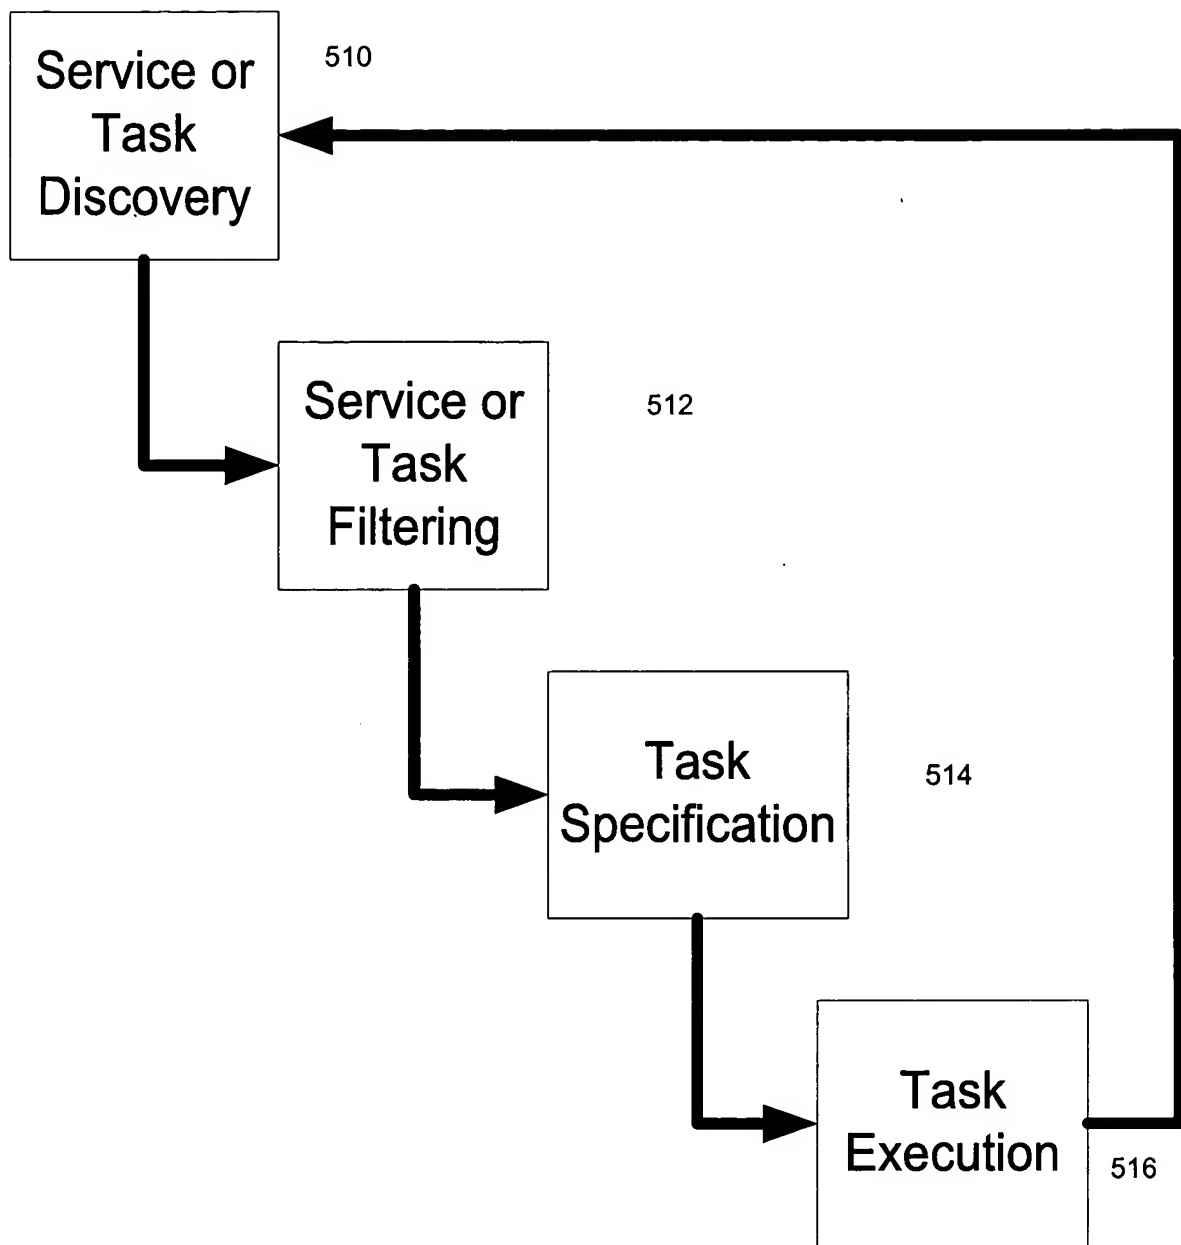 Service or
Task
Discovery
510
Service or
Task
Filtering
512
Task
Specification
514
Task
Execution
516